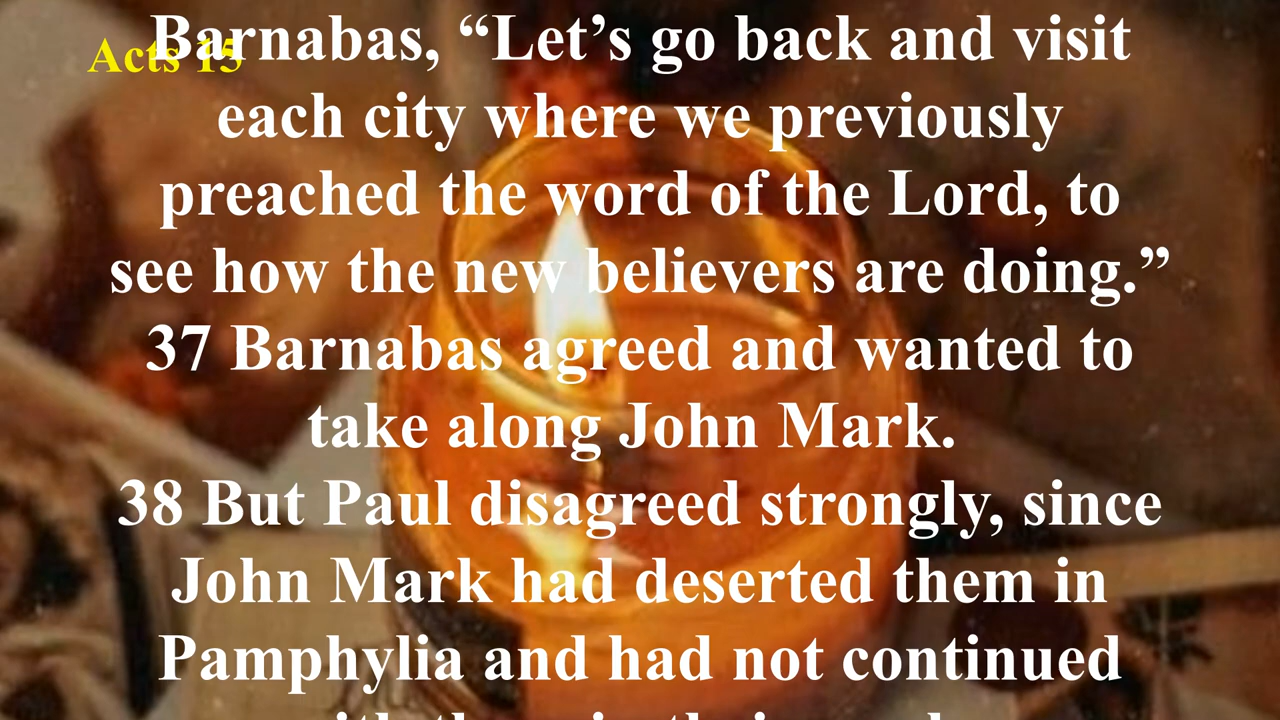 Acts 15
Barnabas, “Let’s go back and visit
each city where we previously
preached the word of the Lord, to
see how the new believers are doing.”
37 Barnabas agreed and wanted to
take along John Mark.
38 But Paul disagreed strongly, since
John Mark had deserted them in
Pamphylia and had not continued